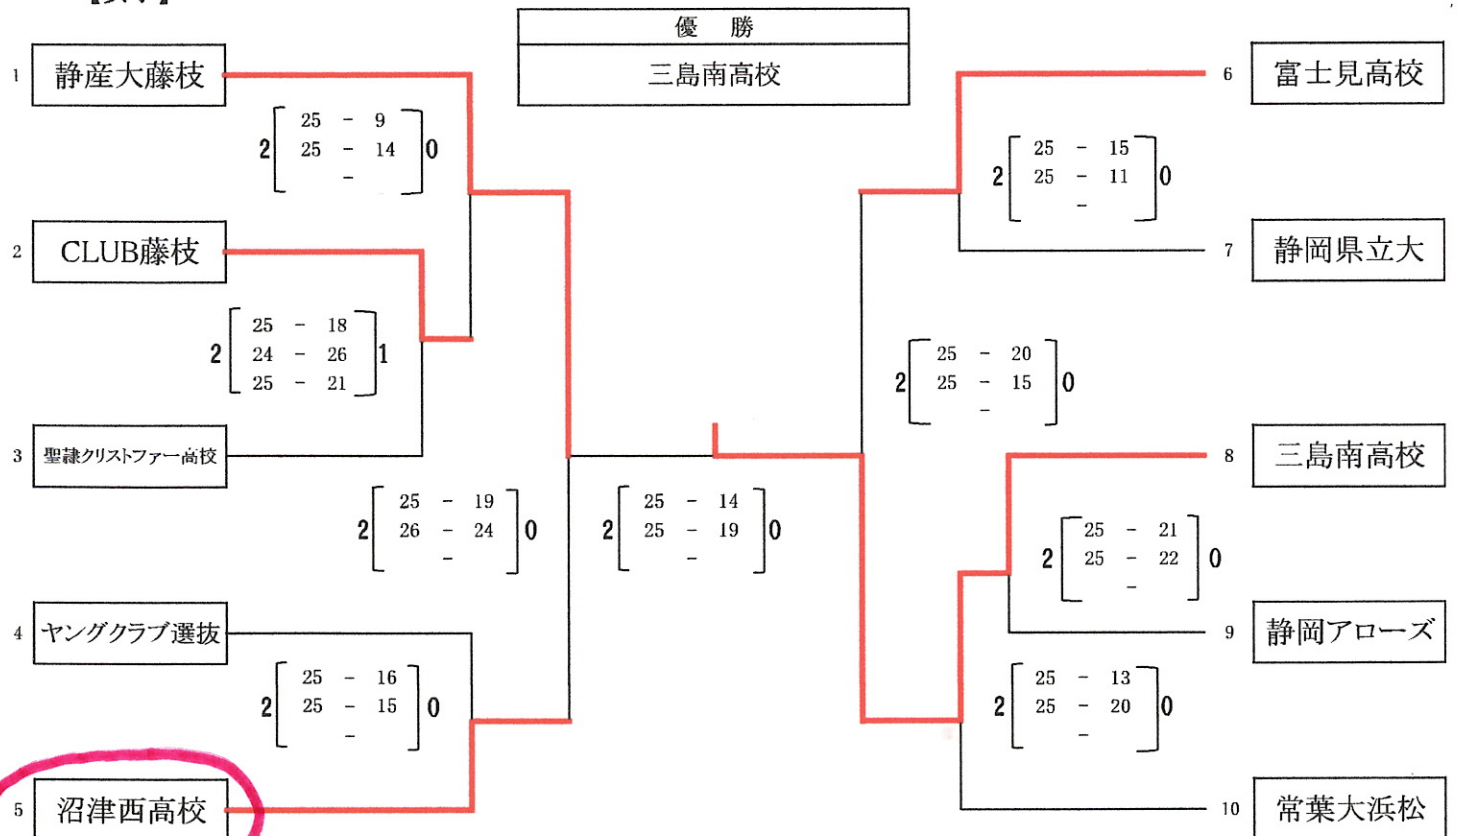 優 勝
三島南高校
1 静産大藤枝
2 25 - 9 0
25 - 14
-
2 CLUB藤枝
2 25 - 18 1
24 - 26
25 - 21
3 聖隷クリストファー高校
2 25 - 19 0
26 - 24
-
4 ヤングクラブ選抜
2 25 - 16 0
25 - 15
-
5 沼津西高校
2 25 - 14 0
25 - 19
-
6 富士見高校
2 25 - 15 0
25 - 11
-
7 静岡県立大
2 25 - 20 0
25 - 15
-
8 三島南高校
2 25 - 21 0
25 - 22
-
9 静岡アローズ
2 25 - 13 0
25 - 20
-
10 常葉大浜松